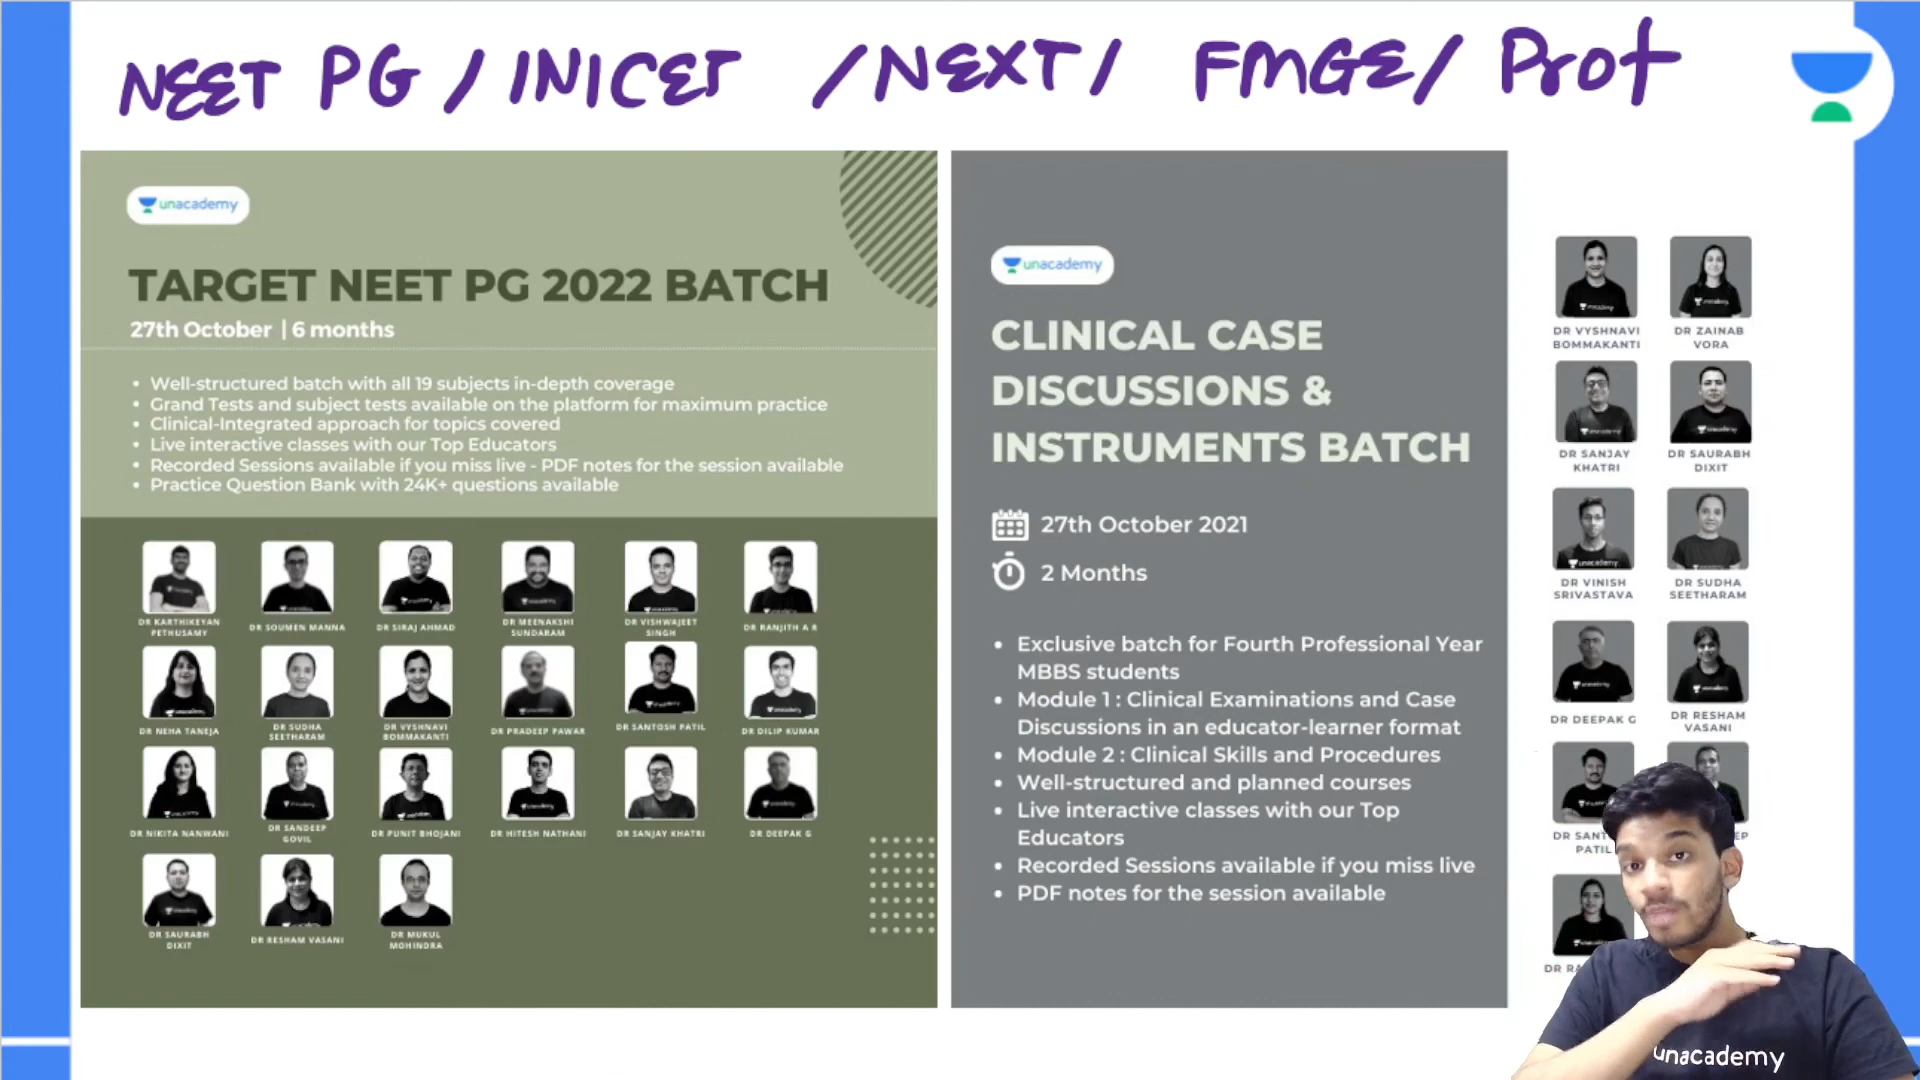 NEET PG / INICET / NEXT / FMGE / Prof
unacademy
TARGET NEET PG 2022 BATCH
27th October | 6 months
• Well-structured batch with all 19 subjects in-depth coverage
• Grand Tests and subject tests available on the platform for maximum practice
• Clinical-Integrated approach for topics covered
• Live interactive classes with our Top Educators
• Recorded Sessions available if you miss live - PDF notes for the session available
• Practice Question Bank with 24K+ questions available
DR KARTHIKEYAN PETHUSAMY
DR SOUMEN MANNA
DR SIRAJ AHMAD
DR MEENAKSHI SUNDARAM
DR VISHWAJEET SINGH
DR RANJITH A R
DR NEHA TANEJA
DR SUDHA SEETHARAM
DR VYSHNAVI BOMMAKANTI
DR PRADEEP PAWAR
DR SANTOSH PATIL
DR DILIP KUMAR
DR NIKITA NANWANI
DR SANDEEP GOVIL
DR PUNIT BHOJANI
DR HITESH NATHANI
DR SANJAY KHATRI
DR DEEPAK G
DR SAURABH DIXIT
DR RESHAM VASANI
DR MUKUL MOHINDRA
unacademy
CLINICAL CASE
DISCUSSIONS &
INSTRUMENTS BATCH
27th October 2021
2 Months
• Exclusive batch for Fourth Professional Year
MBBS students
• Module 1 : Clinical Examinations and Case
Discussions in an educator-learner format
• Module 2 : Clinical Skills and Procedures
• Well-structured and planned courses
• Live interactive classes with our Top
Educators
• Recorded Sessions available if you miss live
• PDF notes for the session available
DR VYSHNAVI
BOMMAKANTI
DR ZAINAB
VORA
DR SANJAY
KHATRI
DR SAURABH
DIXIT
DR VINISH
SRIVASTAVA
DR SUDHA
SEETHARAM
DR DEEPAK G
DR RESHAM
VASANI
DR
PATIL
DR
unacademy